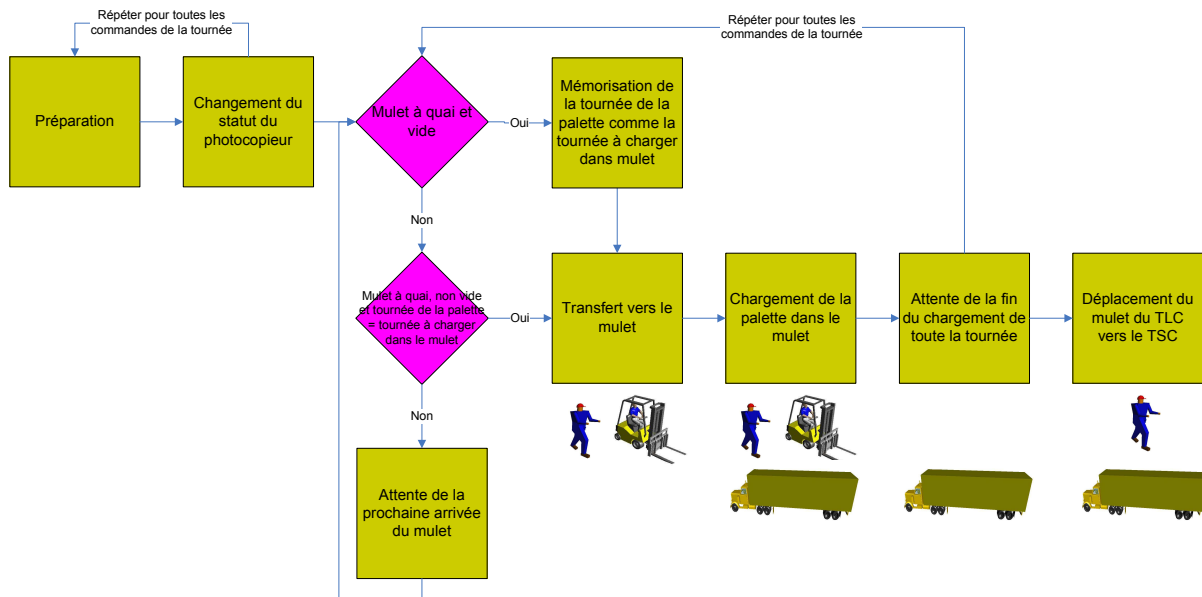 Répéter pour toutes les
commandes de la tournée
Répéter pour toutes les
commandes de la tournée
Préparation
Changement du
statut du
photocopieur
Mulet à quai et
vide
Oui
Mémorisation de
la tournée de la
palette comme la
tournée à charger
dans mulet
Non
Mulet à quai, non vide
et tournée de la palette
= tournée à charger
dans le mulet
Oui
Transfert vers le
mulet
Chargement de la
palette dans le
mulet
Attente de la fin
du chargement de
toute la tournée
Déplacement du
mulet du TLC
vers le TSC
Non
Attente de la
prochaine arrivée
du mulet